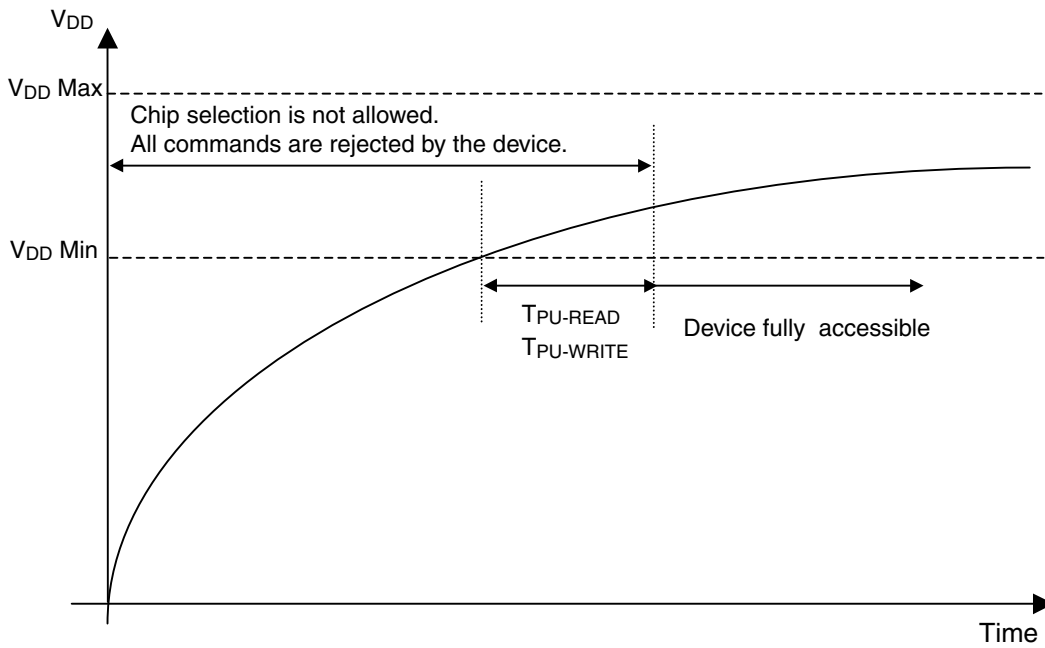 VDD
VDD Max
Chip selection is not allowed.
All commands are rejected by the device.
VDD Min
TPU-READ
TPU-WRITE
Device fully accessible
Time